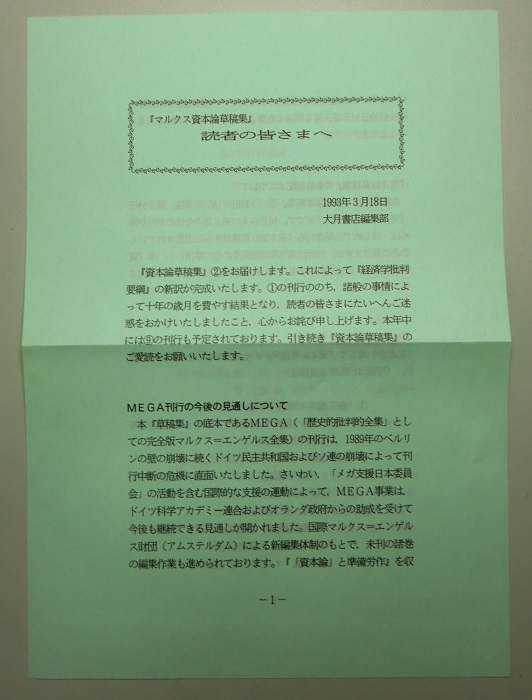 『マルクス資本論草稿集』
読者の皆さまへ
1993年3月18日
大月書店編集部
『資本論草稿集』②をお届けします。これによって『経済学批判
要綱』の新訳が完成いたします。①の刊行ののち、諸般の事情によ
って十年の歳月を費やす結果となり、読者の皆さまにたいへんご迷
惑をおかけいたしましたこと、心からお詫び申し上げます。本年中
には⑨の刊行も予定されております。引き続き『資本論草稿集』の
ご愛読をお願いいたします。
MEGA刊行の今後の見通しについて
本『草稿集』の底本であるMEGA(「歴史的批判的全集」とし
ての完全版マルクス=エンゲルス全集)の刊行は、1989年のベルリ
ンの壁の崩壊に続くドイツ民主共和国およびソ連の崩壊によって刊
行中断の危機に直面いたしました。さいわい、「メガ支援日本委員
会」の活動を含む国際的な支援の運動によって、MEGA事業は、
ドイツ科学アカデミー連合およびオランダ政府からの助成を受けて
今後も継続できる見通しが開かれました。国際マルクス=エンゲル
ス財団(アムステルダム)による新編集体制のもとで、未刊の諸巻
の編集作業も進められております。『「資本論」と準備労作』を収
-1-